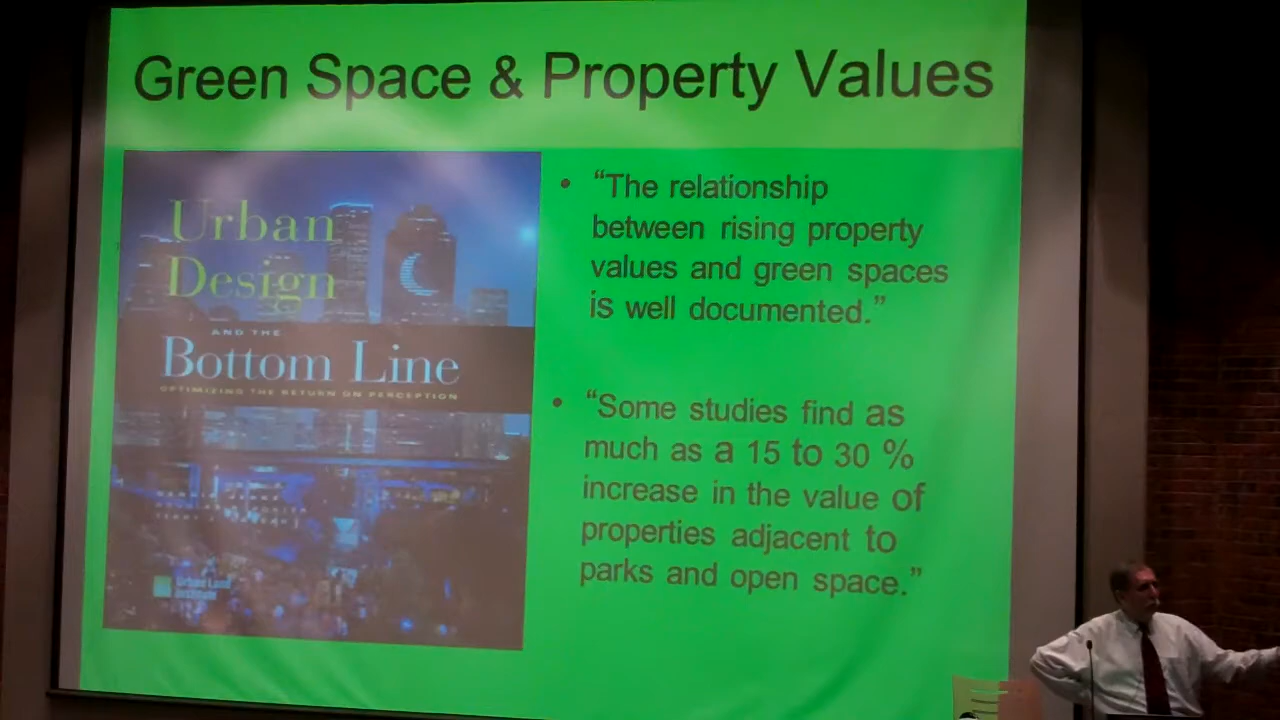 Green Space & Property Values
Urban
Design
AND THE
Bottom Line
OPTIMIZING THE RETURN ON PERCEPTION
Urban Land
Institute
• “The relationship
between rising property
values and green spaces
is well documented.”
• “Some studies find as
much as a 15 to 30 %
increase in the value of
properties adjacent to
parks and open space.”